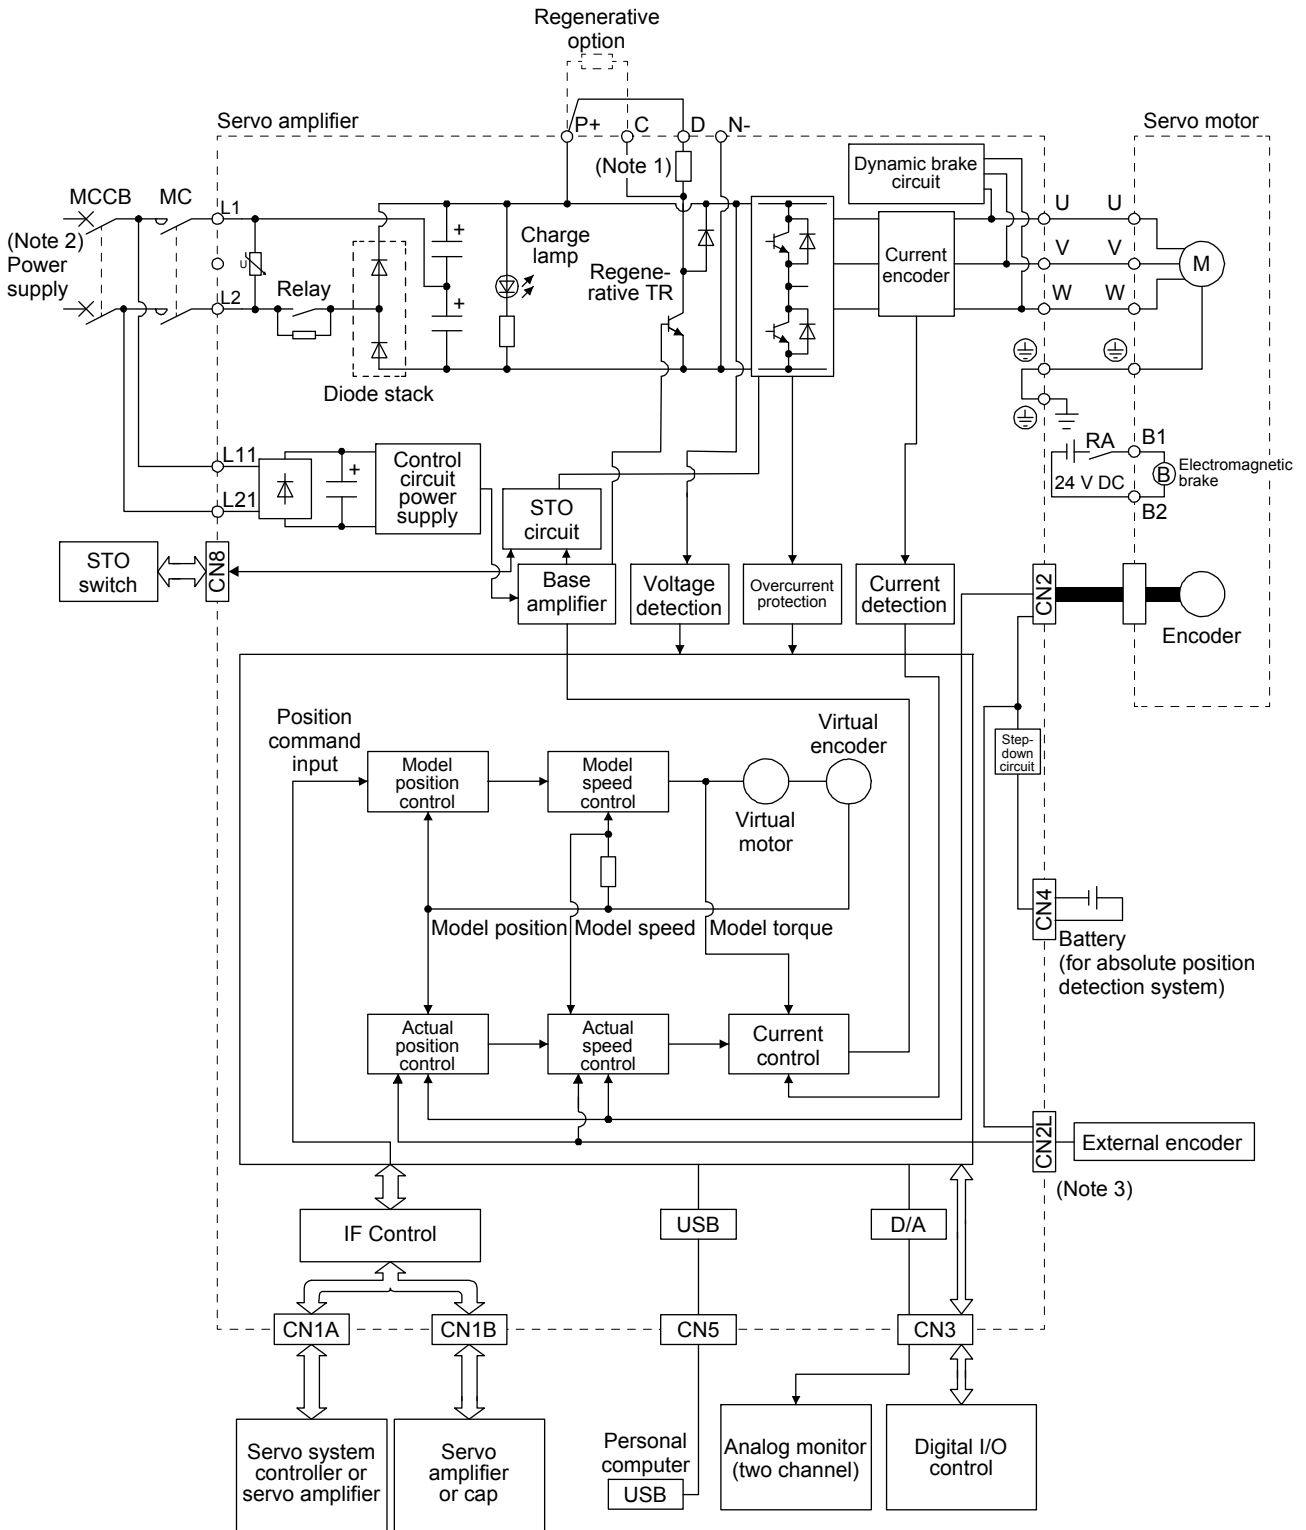 Regenerative
option
Servo amplifier
P+
C
D
N-
Servo motor
(Note 1)
Dynamic brake
circuit
MCCB
MC
L1
U
U
(Note 2)
Power
supply
U
Charge
lamp
Regene-
rative TR
Current
encoder
V
V
M
Relay
L2
W
W
+
+
Diode stack
L11
+
Control
circuit
power
supply
L21
STO
circuit
RA
B1
24 V DC
B
Electromagnetic
brake
B2
STO
switch
CN8
Base
amplifier
Voltage
detection
Overcurrent
protection
Current
detection
CN2
Encoder
Position
command
input
Virtual
encoder
Model
position
control
Model
speed
control
Virtual
motor
Step-
down
circuit
Model position
Model speed
Model torque
CN4
Battery
(for absolute position
detection system)
Actual
position
control
Actual
speed
control
Current
control
CN2L
External encoder
(Note 3)
IF Control
USB
D/A
CN1A
CN1B
CN5
CN3
Servo system
controller or
servo amplifier
Servo
amplifier
or cap
Personal
computer
USB
Analog monitor
(two channel)
Digital I/O
control